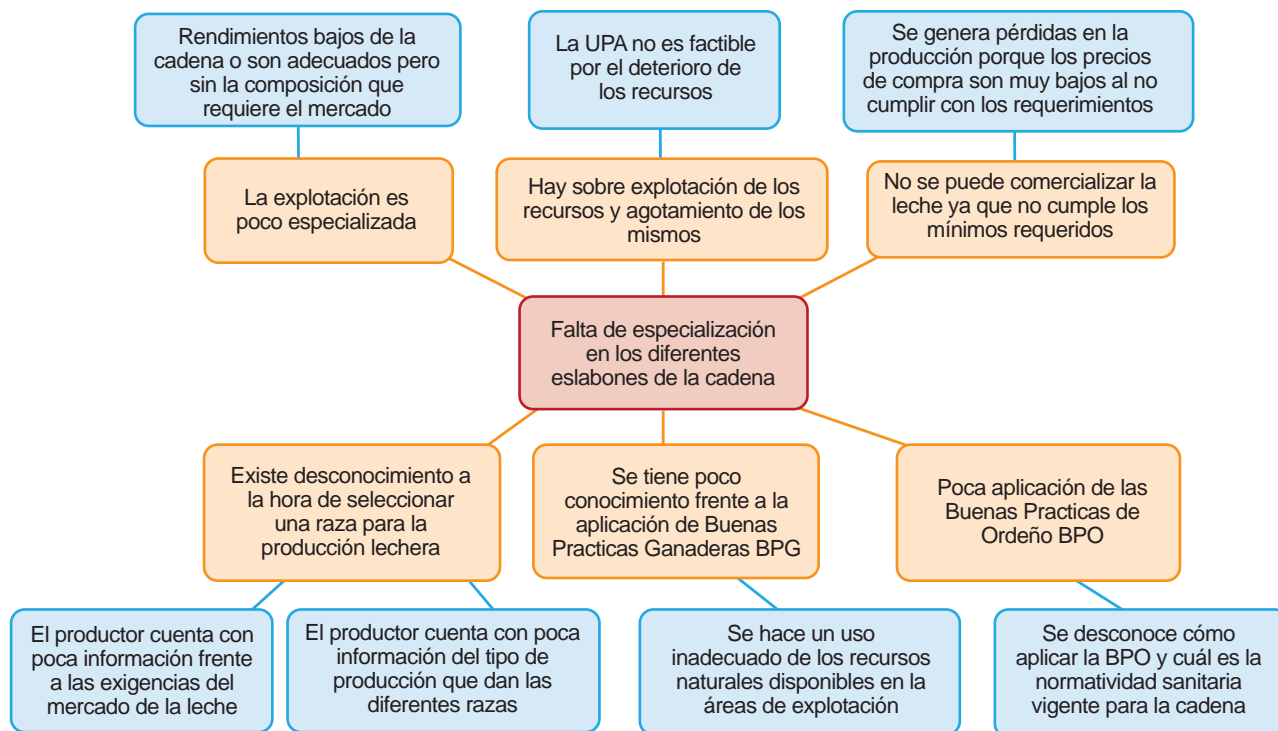 Rendimientos bajos de la
cadena o son adecuados pero
sin la composición que
requiere el mercado
La UPA no es factible
por el deterioro de
los recursos
Se genera pérdidas en la
producción porque los precios
de compra son muy bajos al no
cumplir con los requerimientos
La explotación es
poco especializada
Hay sobre explotación de los
recursos y agotamiento de los
mismos
No se puede comercializar la
leche ya que no cumple los
mínimos requeridos
Falta de especialización
en los diferentes
eslabones de la cadena
Existe desconocimiento a
la hora de seleccionar
una raza para la
producción lechera
Se tiene poco
conocimiento frente a la
aplicación de Buenas
Practicas Ganaderas BPG
Poca aplicación de las
Buenas Practicas de
Ordeño BPO
El productor cuenta con
poca información frente
a las exigencias del
mercado de la leche
El productor cuenta con poca
información del tipo de
producción que dan las
diferentes razas
Se hace un uso
inadecuado de los recursos
naturales disponibles en la
áreas de explotación
Se desconoce cómo
aplicar la BPO y cuál es la
normatividad sanitaria
vigente para la cadena